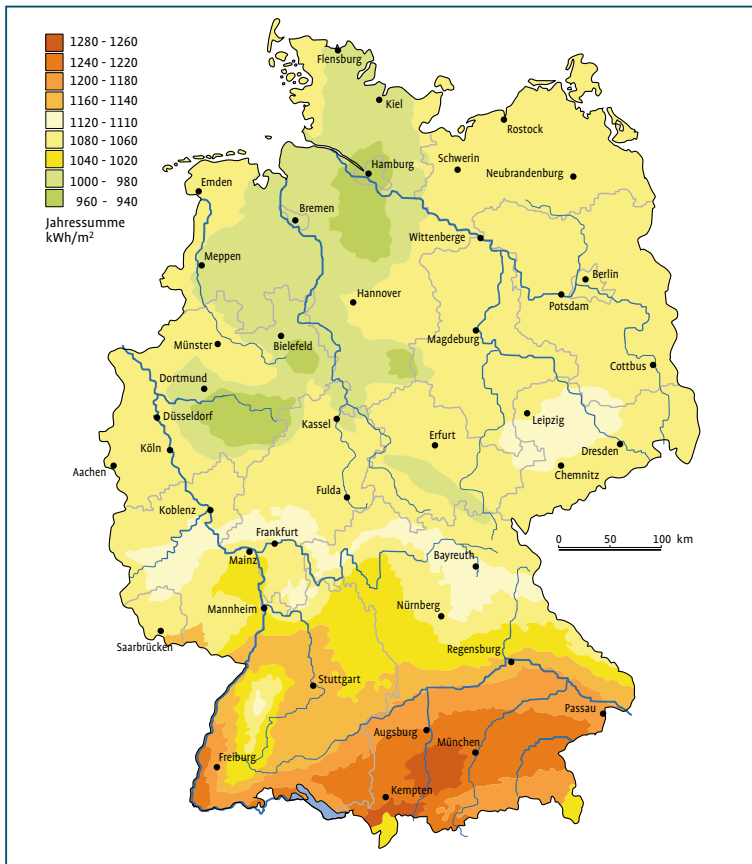 1280 - 1260
1240 - 1220
1200 - 1180
1160 - 1140
1120 - 1110
1080 - 1060
1040 - 1020
1000 - 980
960 - 940
Jahressumme
kWh/m²
Flensburg
Kiel
Rostock
Hamburg
Schwerin
Neubrandenburg
Emden
Bremen
Wittenberge
Meppen
Berlin
Hannover
Potsdam
Magdeburg
Münster
Bielefeld
Cottbus
Dortmund
Düsseldorf
Kassel
Leipzig
Köln
Erfurt
Dresden
Aachen
Chemnitz
Fulda
Koblenz
Frankfurt
0 50 100 km
Mainz
Bayreuth
Mannheim
Nürnberg
Saarbrücken
Regensburg
Stuttgart
Passau
Augsburg
München
Freiburg
Kempten